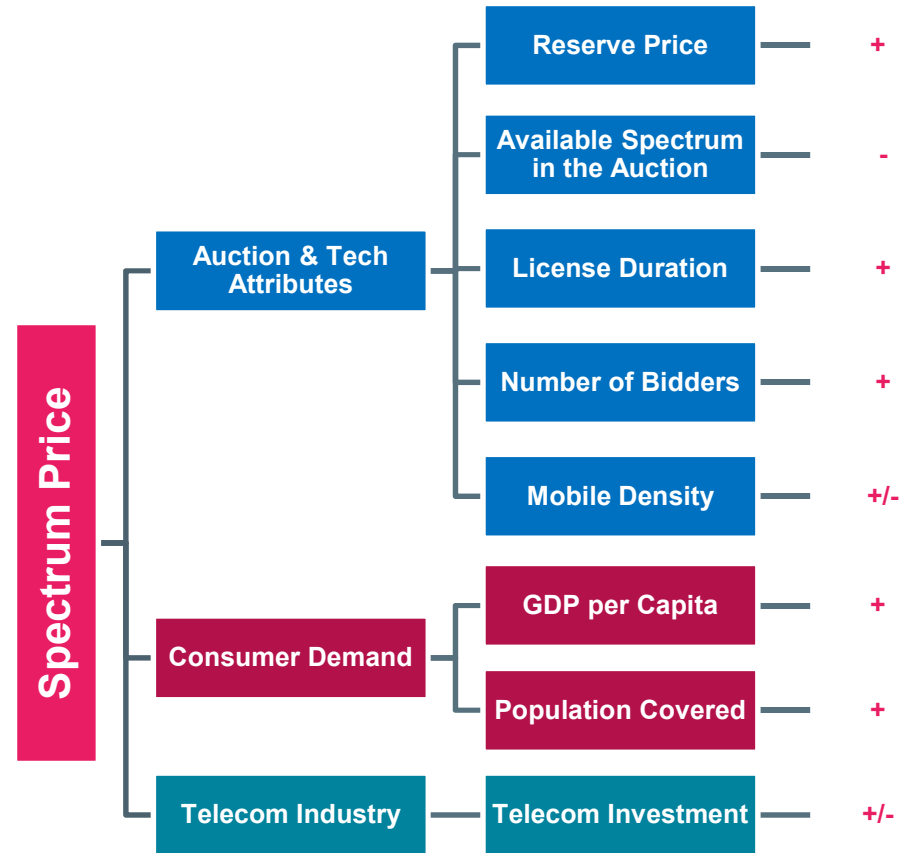 Spectrum Price
Auction & Tech
Attributes
Reserve Price
+
Available Spectrum
in the Auction
-
License Duration
+
Number of Bidders
+
Mobile Density
+/-
Consumer Demand
GDP per Capita
+
Population Covered
+
Telecom Industry
Telecom Investment
+/-